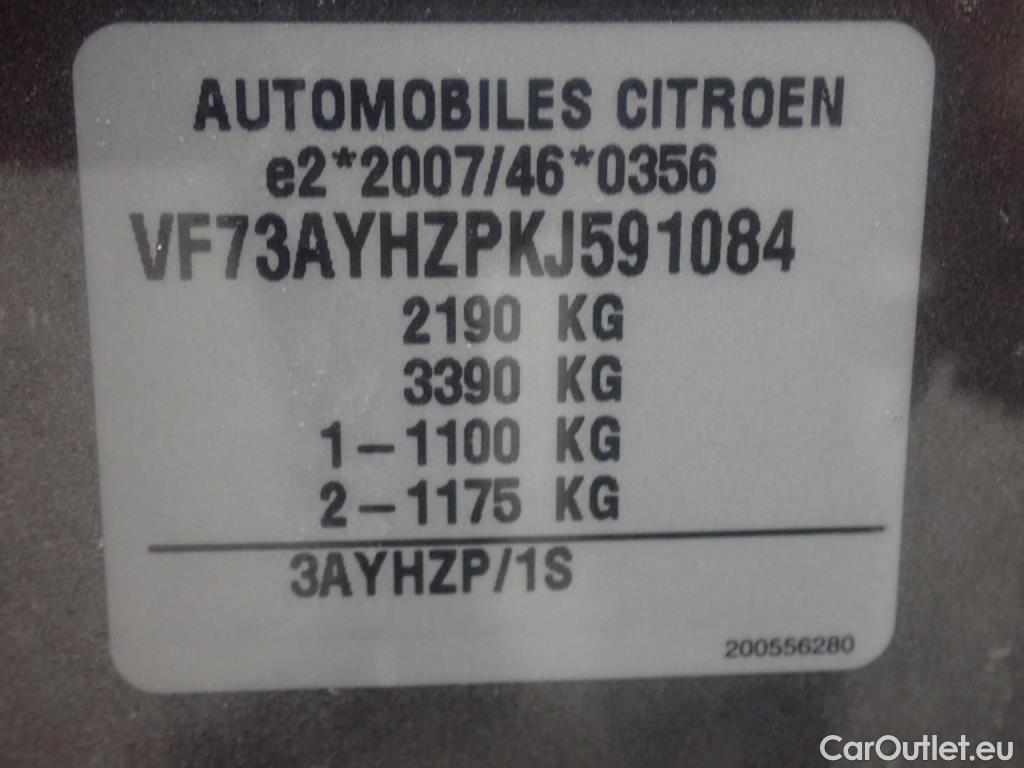 AUTOMOBILES CITROEN
e2*2007/46*0356
VF73AYHZPKJ591084
2190 KG
3390 KG
1-1100 KG
2-1175 KG
3AYHZP/1S
200556280
CarOutlet.eu